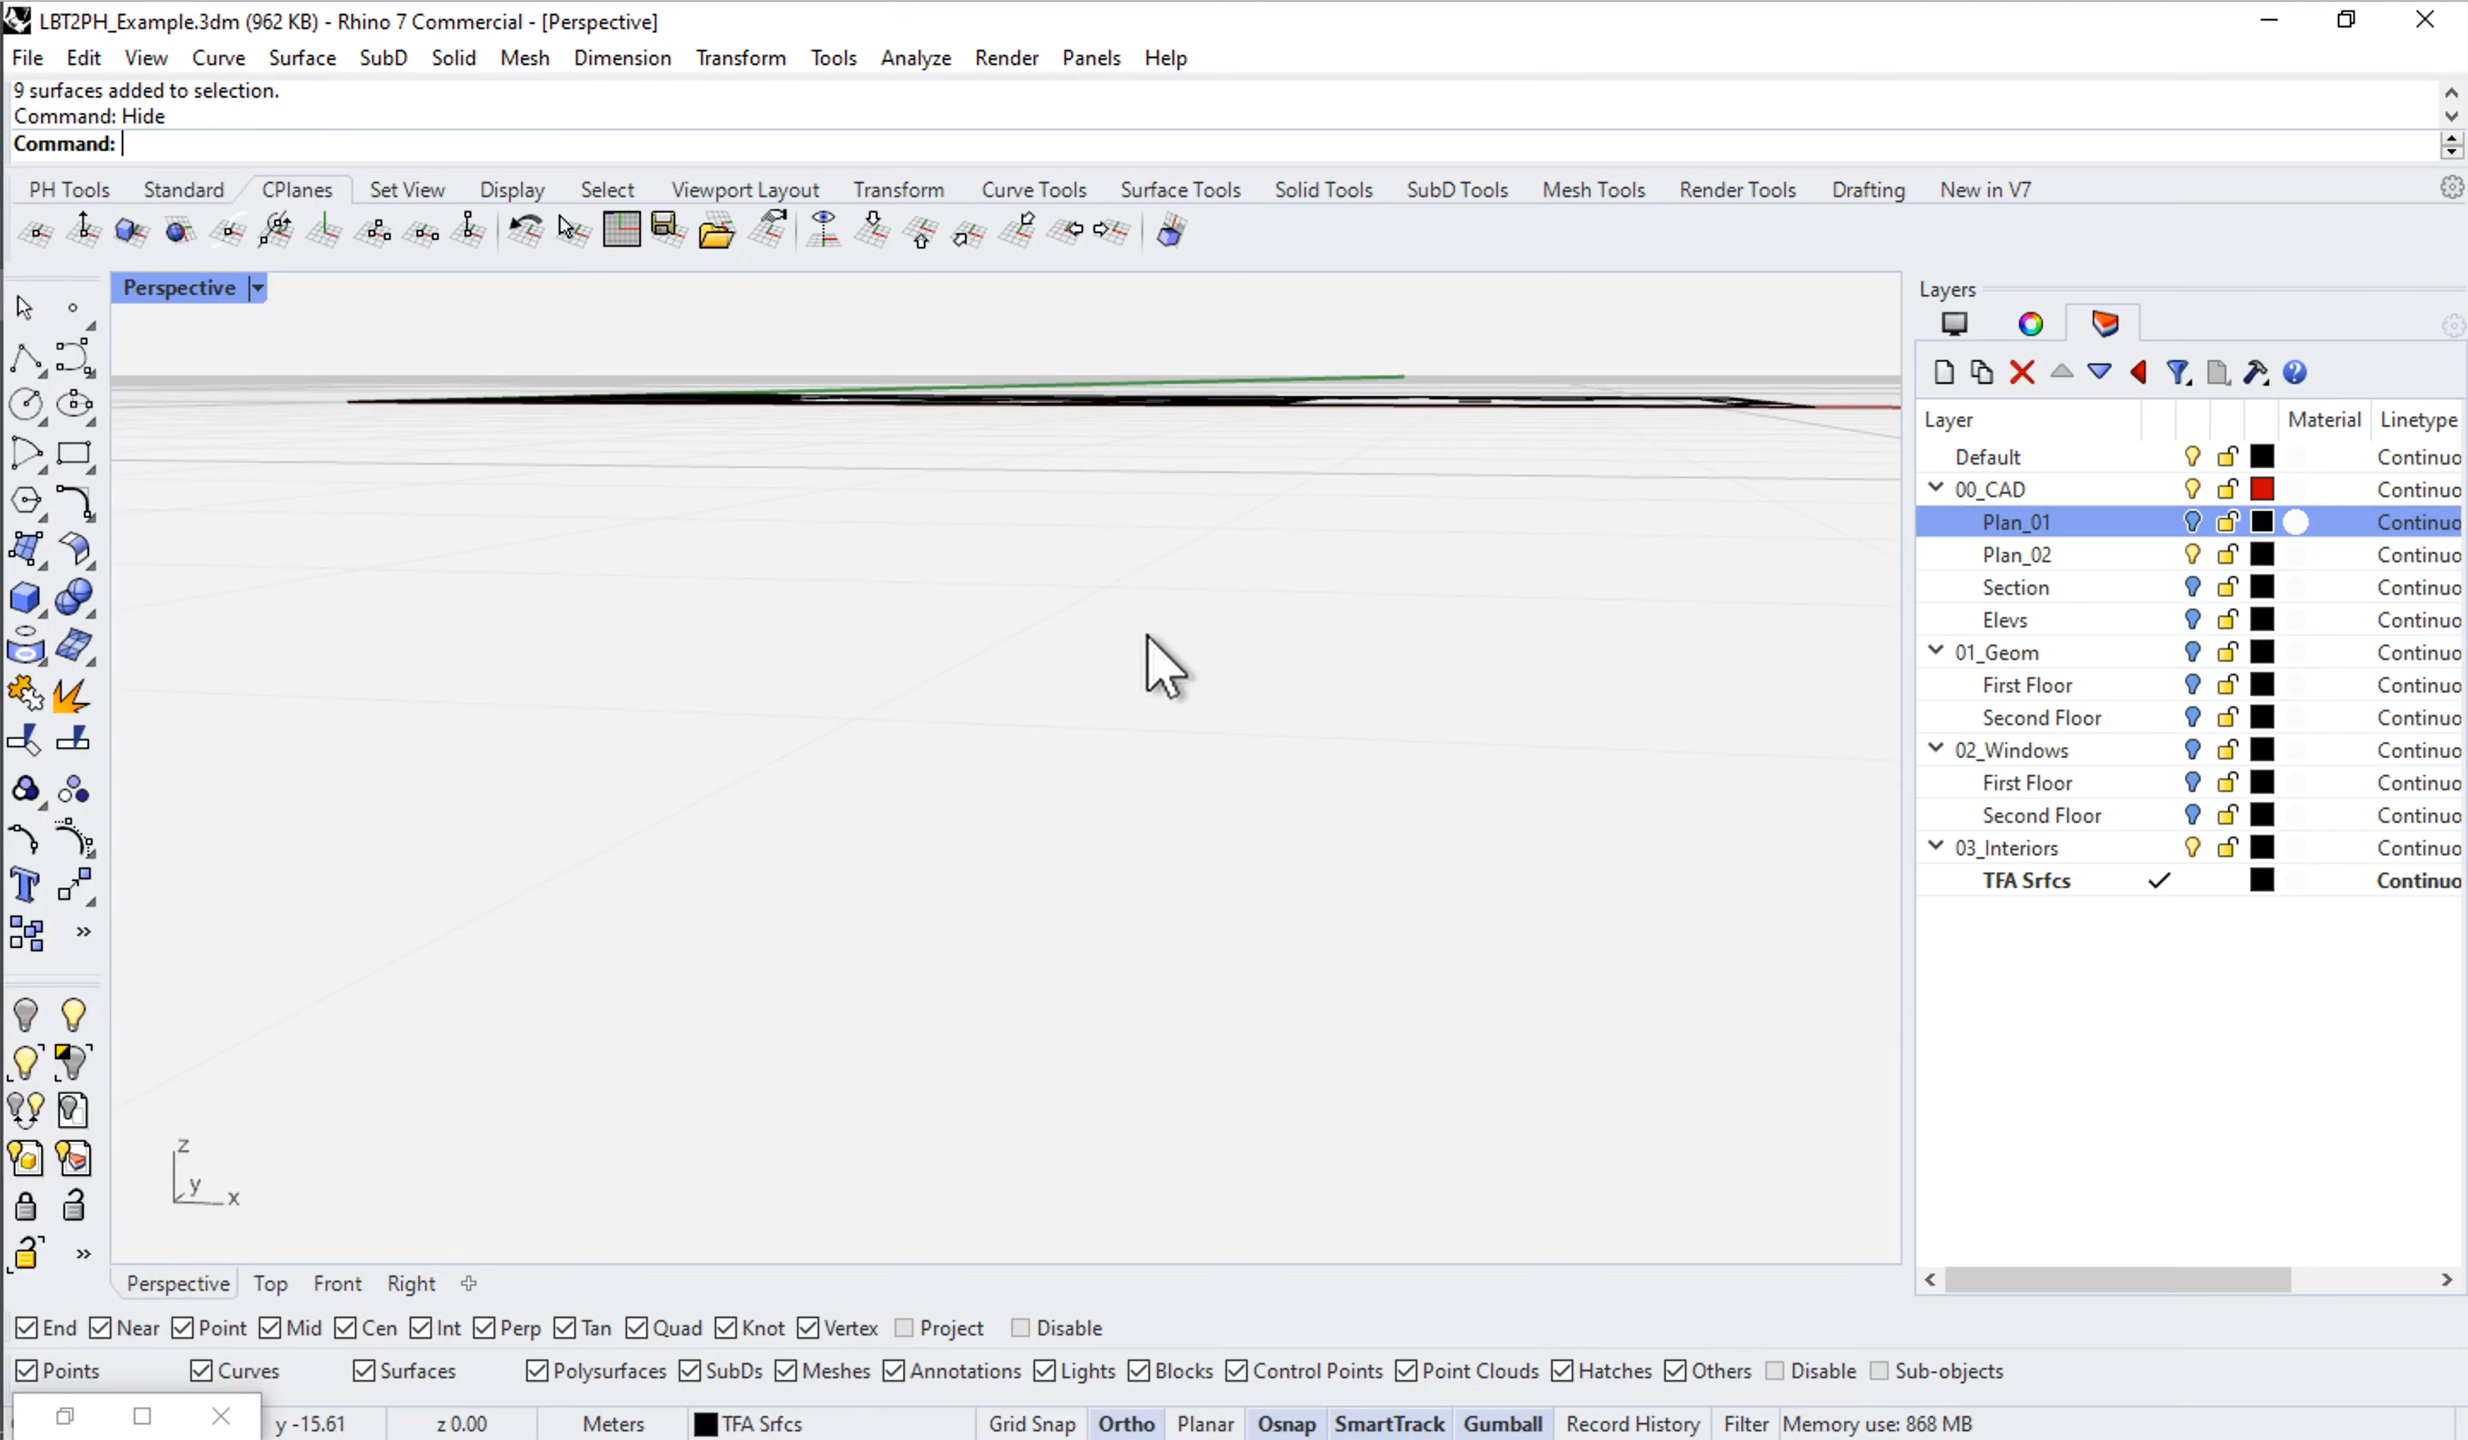 LBT2PH_Example.3dm (962 KB) - Rhino 7 Commercial - [Perspective]
File Edit View Curve Surface SubD Solid Mesh Dimension Transform Tools Analyze Render Panels Help
9 surfaces added to selection.
Command: Hide
Command:
PH Tools Standard CPlanes Set View Display Select Viewport Layout Transform Curve Tools Surface Tools Solid Tools SubD Tools Mesh Tools Render Tools Drafting New in V7
Perspective
Layers
Layer Material Linetype
Default Continuo
00_CAD Continuo
Plan_01 Continuo
Plan_02 Continuo
Section Continuo
Elevs Continuo
01_Geom Continuo
First Floor Continuo
Second Floor Continuo
02_Windows Continuo
First Floor Continuo
Second Floor Continuo
03_Interiors Continuo
TFA Srfcs Continuo
z
y
x
Perspective Top Front Right
End Near Point Mid Cen Int Perp Tan Quad Knot Vertex Project Disable
Points Curves Surfaces Polysurfaces SubDs Meshes Annotations Lights Blocks Control Points Point Clouds Hatches Others Disable Sub-objects
y -15.61 z 0.00 Meters TFA Srfcs Grid Snap Ortho Planar Osnap SmartTrack Gumball Record History Filter Memory use: 868 MB